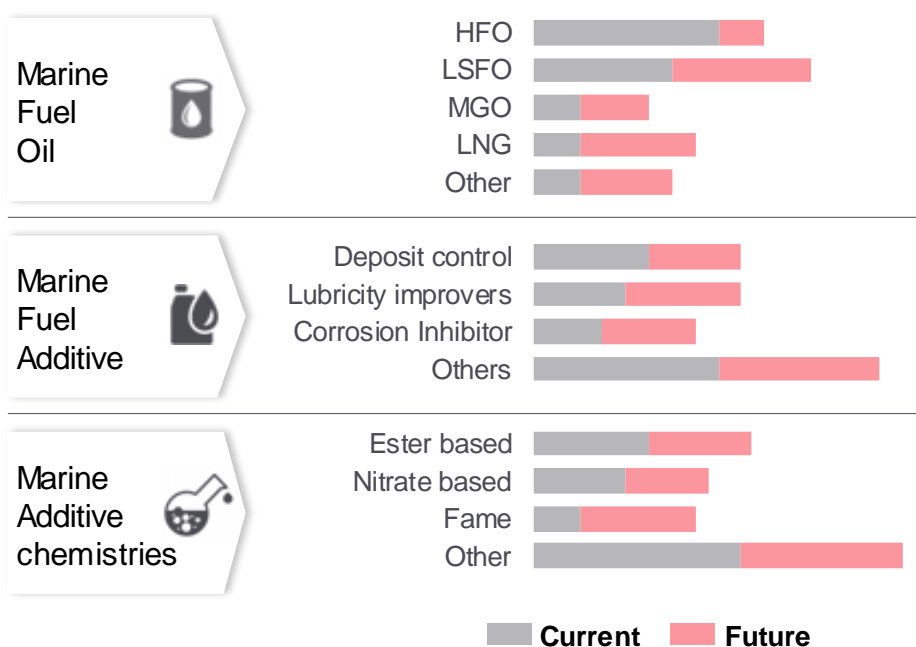 Marine
Fuel
Oil
HFO
LSFO
MGO
LNG
Other
Marine
Fuel
Additive
Deposit control
Lubricity improvers
Corrosion Inhibitor
Others
Marine
Additive
chemistries
Ester based
Nitrate based
Fame
Other
Current Future